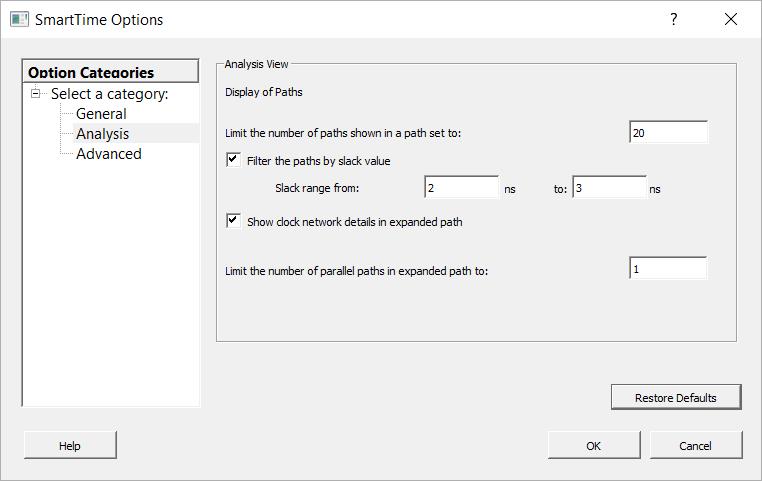 SmartTime Options
?
Option Categories
Select a category:
General
Analysis
Advanced
Analysis View
Display of Paths
Limit the number of paths shown in a path set to: 20
Filter the paths by slack value
Slack range from: 2 ns to: 3 ns
Show clock network details in expanded path
Limit the number of parallel paths in expanded path to: 1
Restore Defaults
Help OK Cancel